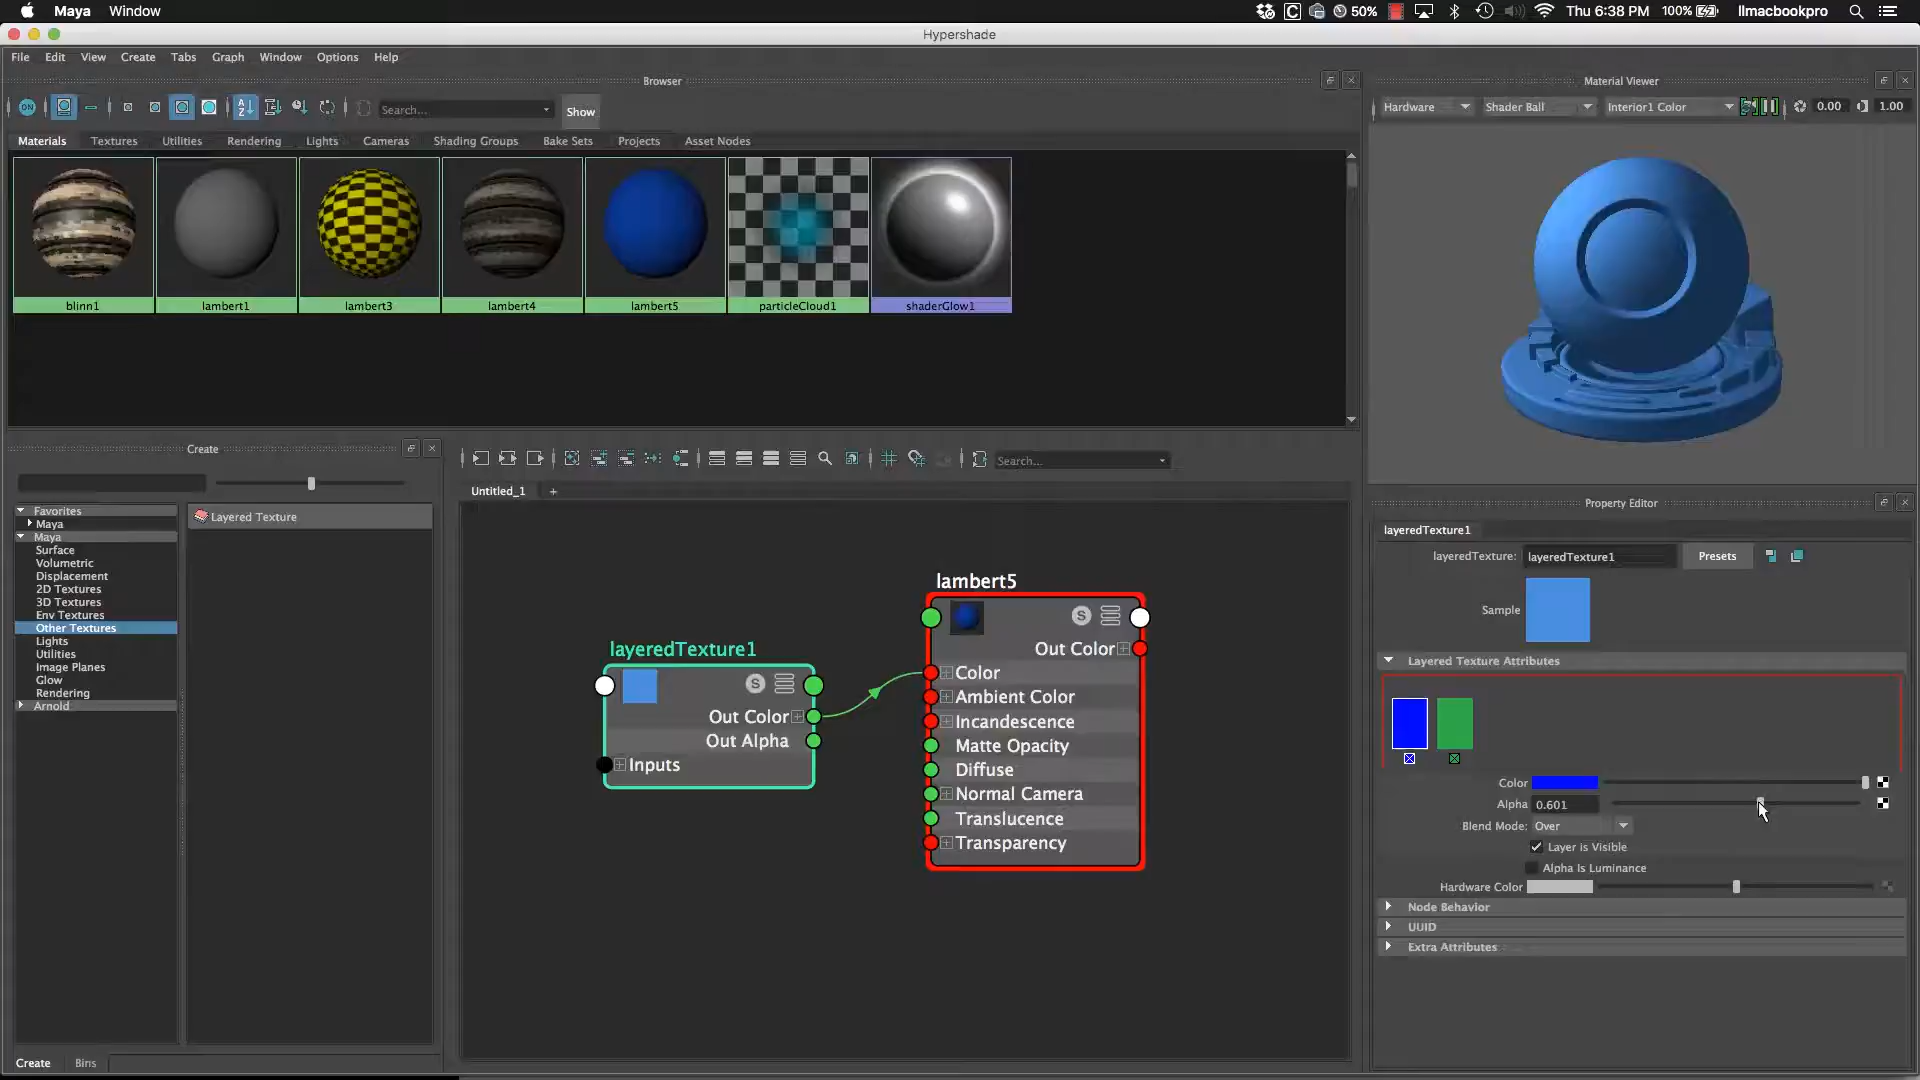 Maya Window 50% Thu 6:38 PM 100% llmacbookpro
Hypershade
File Edit View Create Tabs Graph Window Options Help
Browser
Material Viewer
ON Search... Show
Hardware Shader Ball Interior1 Color 0.00 1.00
Materials Textures Utilities Rendering Lights Cameras Shading Groups Bake Sets Projects Asset Nodes
blinn1 lambert1 lambert3 lambert4 lambert5 particleCloud1 shaderGlow1
Create
Search...
Untitled_1 +
Favorites
Maya
Maya
Surface
Volumetric
Displacement
2D Textures
3D Textures
Env Textures
Other Textures
Lights
Utilities
Image Planes
Glow
Rendering
Arnold
Layered Texture
layeredTexture1
S
Out Color
Out Alpha
Inputs
lambert5
S
Out Color
Color
Ambient Color
Incandescence
Matte Opacity
Diffuse
Normal Camera
Translucence
Transparency
Property Editor
layeredTexture1
layeredTexture: layeredTexture1 Presets
Sample
Layered Texture Attributes
Color
Alpha 0.601
Blend Mode: Over
Layer is Visible
Alpha Is Luminance
Hardware Color
Node Behavior
UUID
Extra Attributes
Create Bins